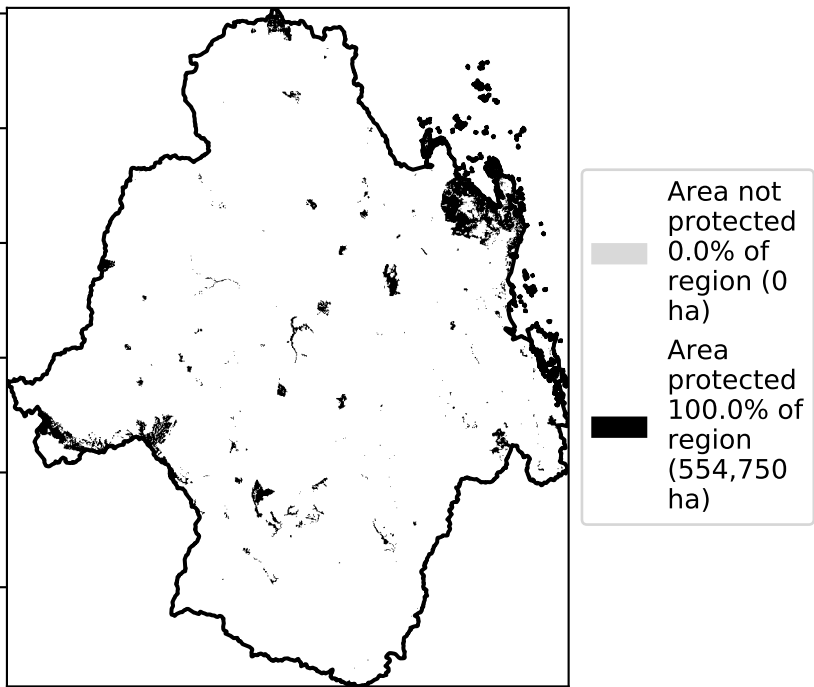 Area not
protected
0.0% of
region (0
ha)
Area
protected
100.0% of
region
(554,750
ha)